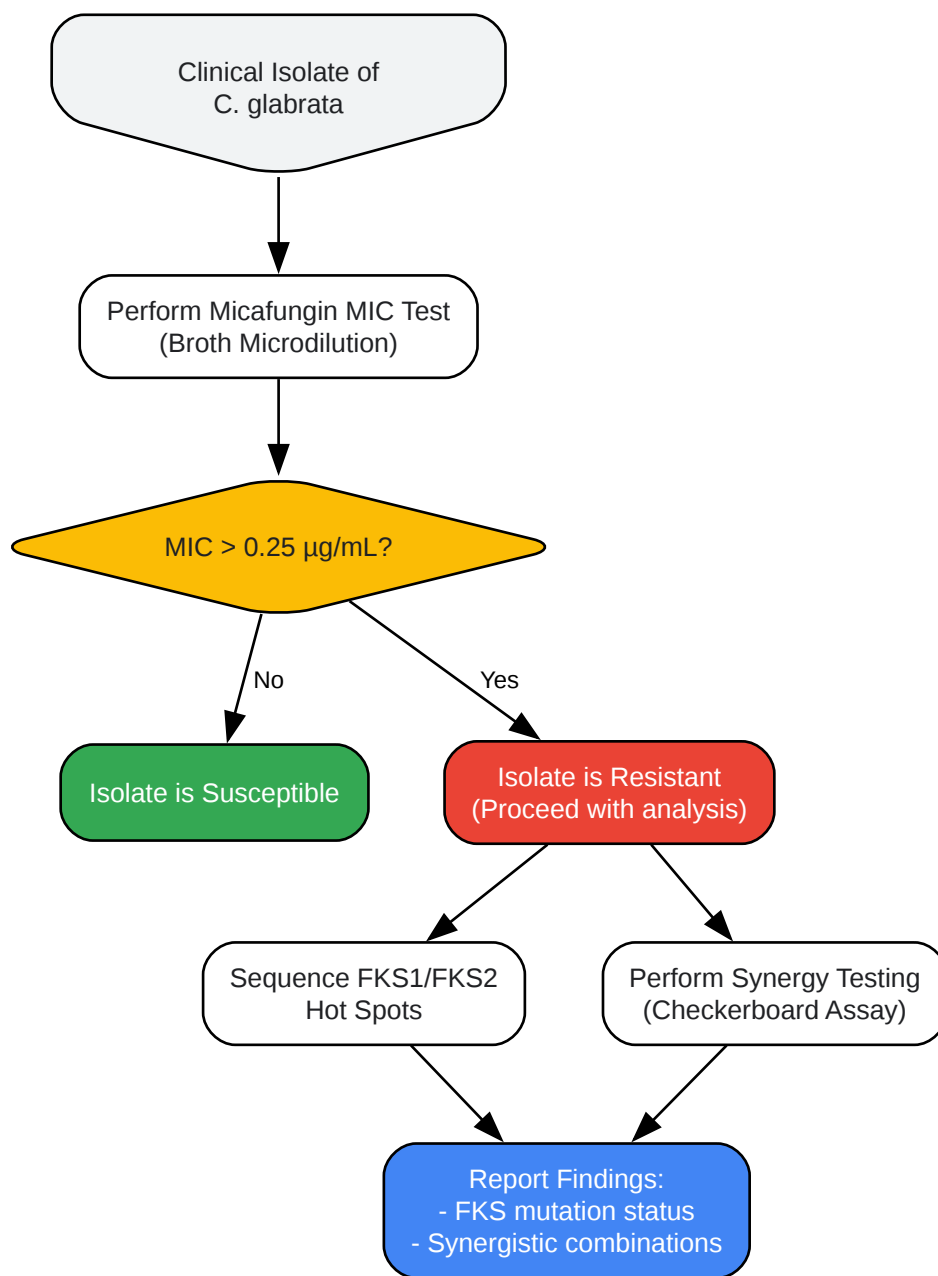 Clinical Isolate of
C. glabrata
Perform Micafungin MIC Test
(Broth Microdilution)
MIC > 0.25 µg/mL?
No
Yes
Isolate is Susceptible
Isolate is Resistant
(Proceed with analysis)
Sequence FKS1/FKS2
Hot Spots
Perform Synergy Testing
(Checkerboard Assay)
Report Findings:
- FKS mutation status
- Synergistic combinations